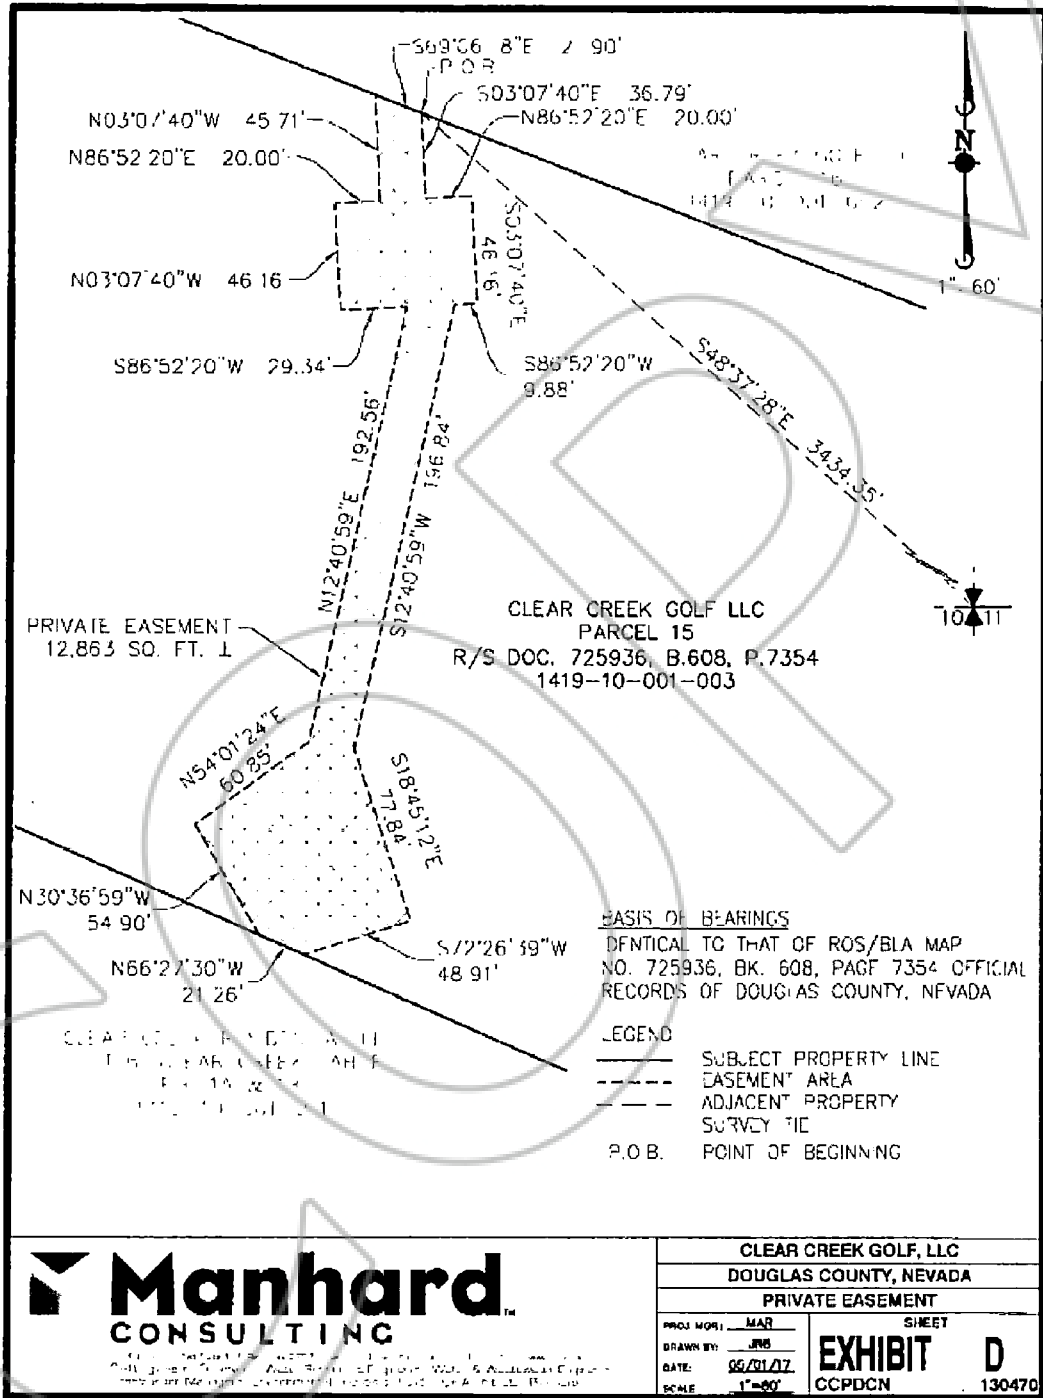 P.O.B
S03°07'40"E 36.79'
N86°52'20"E 20.00'
N03°07'40"W 45.71'
N86°52'20"E 20.00'
N
1"=60'
S03°07'40"E
46.16'
N03°07'40"W 46.16
S86°52'20"W 29.34'
S86°52'20"W
9.88'
S48°37'28"E 3434.35'
N12°40'59"E 192.56'
S12°40'59"W 196.84'
10 11
CLEAR CREEK GOLF LLC
PARCEL 15
R/S DOC. 725936, B.608, P.7354
1419-10-001-003
PRIVATE EASEMENT
12,863 SQ. FT. ±
N54°01'24"E
60.85'
S18°45'12"E
77.84'
N30°36'59"W
54.90'
N66°27'30"W
21.26'
S72°26'39"W
48.91'
BASIS OF BEARINGS
IDENTICAL TO THAT OF ROS/BLA MAP
NO. 725936, BK. 608, PAGE 7354 OFFICIAL
RECORDS OF DOUGLAS COUNTY, NEVADA
LEGEND
SUBJECT PROPERTY LINE
EASEMENT AREA
ADJACENT PROPERTY
SURVEY TIE
P.O.B. POINT OF BEGINNING
COPY
Manhard
CONSULTING
CLEAR CREEK GOLF, LLC
DOUGLAS COUNTY, NEVADA
PRIVATE EASEMENT
PROJ. MGR.: MAR
DRAWN BY: JRB
DATE: 05/01/17
SCALE 1"=60'
SHEET
EXHIBIT D
CCPDCN 130470